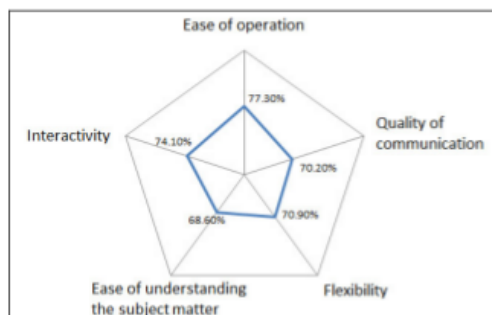 Ease of operation
77.30%
Interactivity
74.10%
Quality of
communication
70.20%
68.60%
70.90%
Ease of understanding
the subject matter
Flexibility